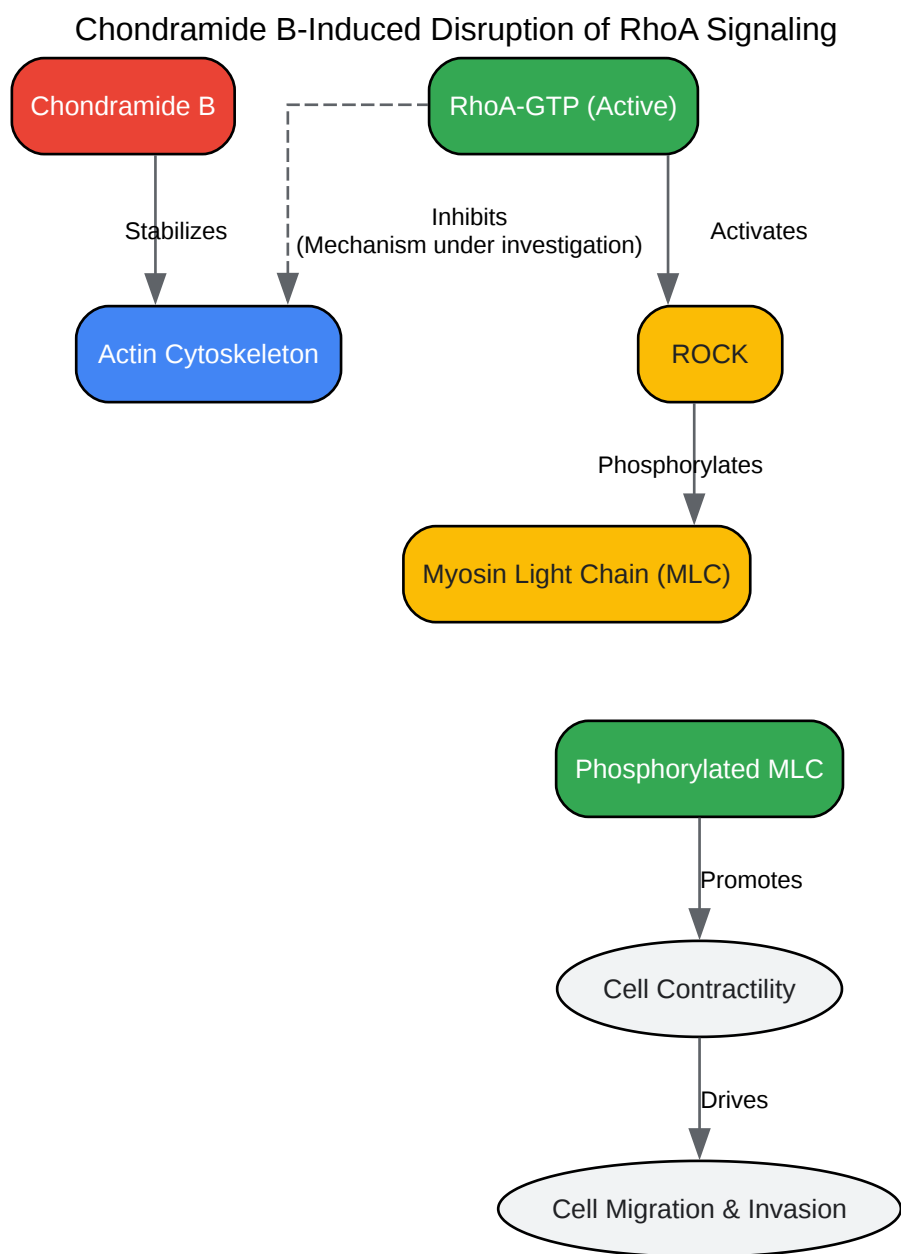 Chondramide B-Induced Disruption of RhoA Signaling
Chondramide B
RhoA-GTP (Active)
Stabilizes
Inhibits
(Mechanism under investigation)
Activates
Actin Cytoskeleton
ROCK
Phosphorylates
Myosin Light Chain (MLC)
Phosphorylated MLC
Promotes
Cell Contractility
Drives
Cell Migration & Invasion